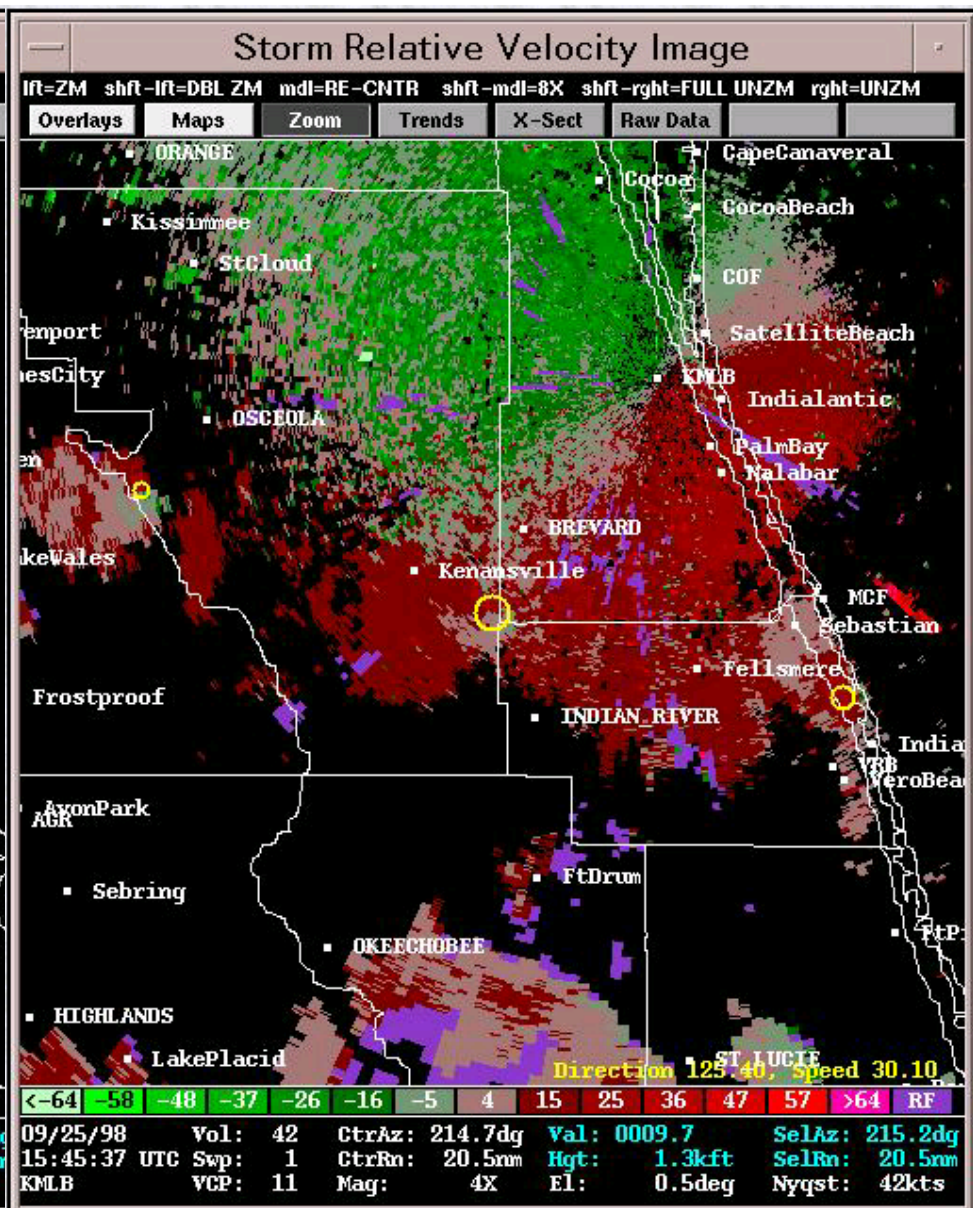 Storm Relative Velocity Image
lft=ZM shft-lft=DBL ZM mdl=RE-CNTR shft-mdl=8X shft-rght=FULL UNZM rght=UNZM
Overlays Maps Zoom Trends X-Sect Raw Data
ORANGE
CapeCanaveral
Cocoa
CocoaBeach
Kissimmee
StCloud
COF
enport
SatelliteBeach
nesCity
KMLB
Indialantic
OSCEOLA
PalmBay
Malabar
en
BREVARD
keWales
Kenansville
MCF
Sebastian
Fellsmere
Frostproof
INDIAN_RIVER
India
VRB
VeroBea
AvonPark
AGR
FtDrum
Sebring
FtP
OKEECHOBEE
HIGHLANDS
LakePlacid
ST_LUCIE
Direction 125.40, Speed 30.10
<-64 -58 -48 -37 -26 -16 -5 4 15 25 36 47 57 >64 RF
09/25/98 Vol: 42 CtrAz: 214.7dg Val: 0009.7 SelAz: 215.2dg
15:45:37 UTC Swp: 1 CtrRn: 20.5nm Hgt: 1.3kft SelRn: 20.5nm
KMLB VCP: 11 Mag: 4X El: 0.5deg Nyqst: 42kts